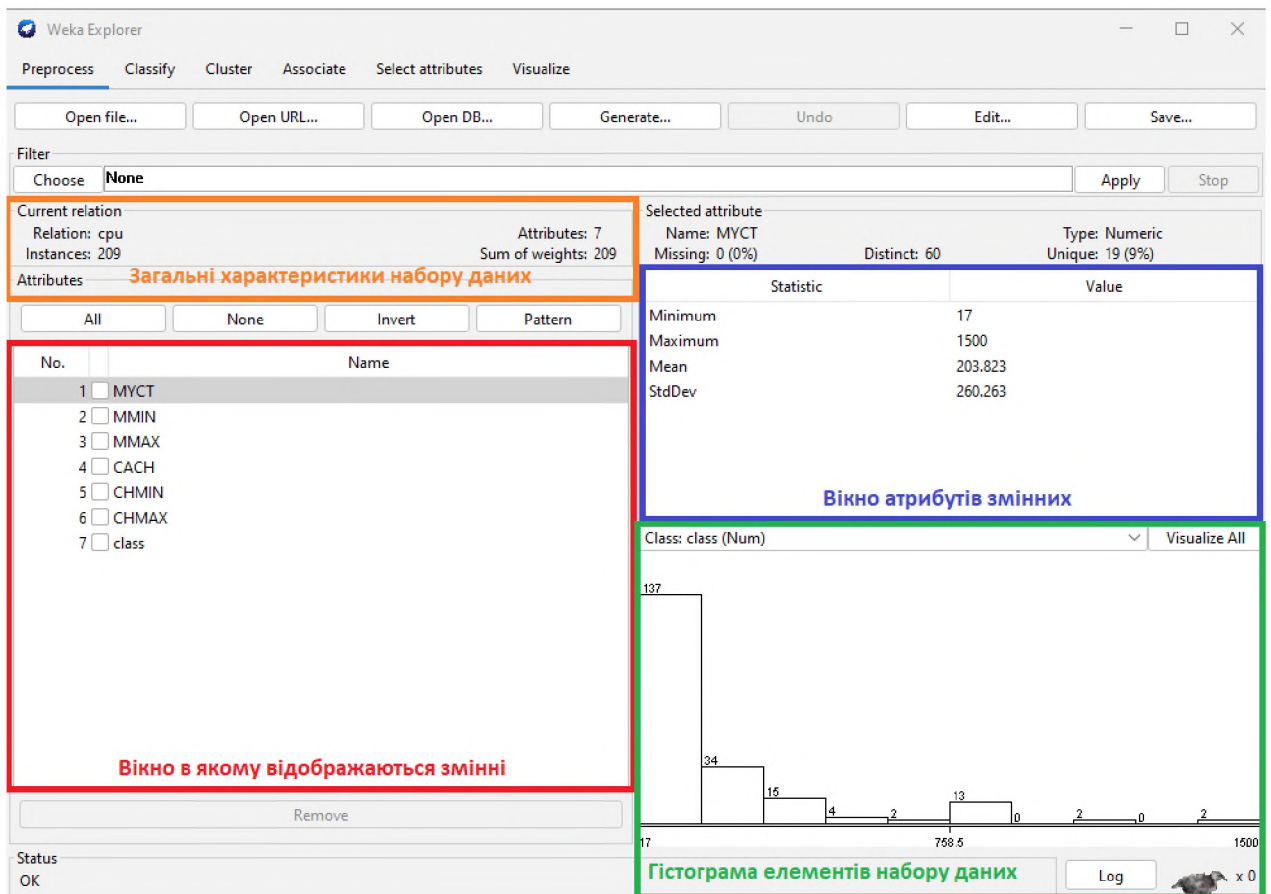 Weka Explorer
Preprocess Classify Cluster Associate Select attributes Visualize
Open file... Open URL... Open DB... Generate... Undo Edit... Save...
Filter
Choose None Apply Stop
Current relation
Relation: cpu Attributes: 7
Instances: 209 Sum of weights: 209
Загальні характеристики набору даних
Attributes
All None Invert Pattern
No. Name
1 MYCT
2 MMIN
3 MMAX
4 CACH
5 CHMIN
6 CHMAX
7 class
Вікно в якому відображаються змінні
Remove
Status
OK
Selected attribute
Name: MYCT Type: Numeric
Missing: 0 (0%) Distinct: 60 Unique: 19 (9%)
Statistic Value
Minimum 17
Maximum 1500
Mean 203.823
StdDev 260.263
Вікно атрибутів змінних
Class: class (Num) Visualize All
137
34
15
4
2
13
0
2
0
2
17 758.5 1500
Гістограма елементів набору даних
Log x 0